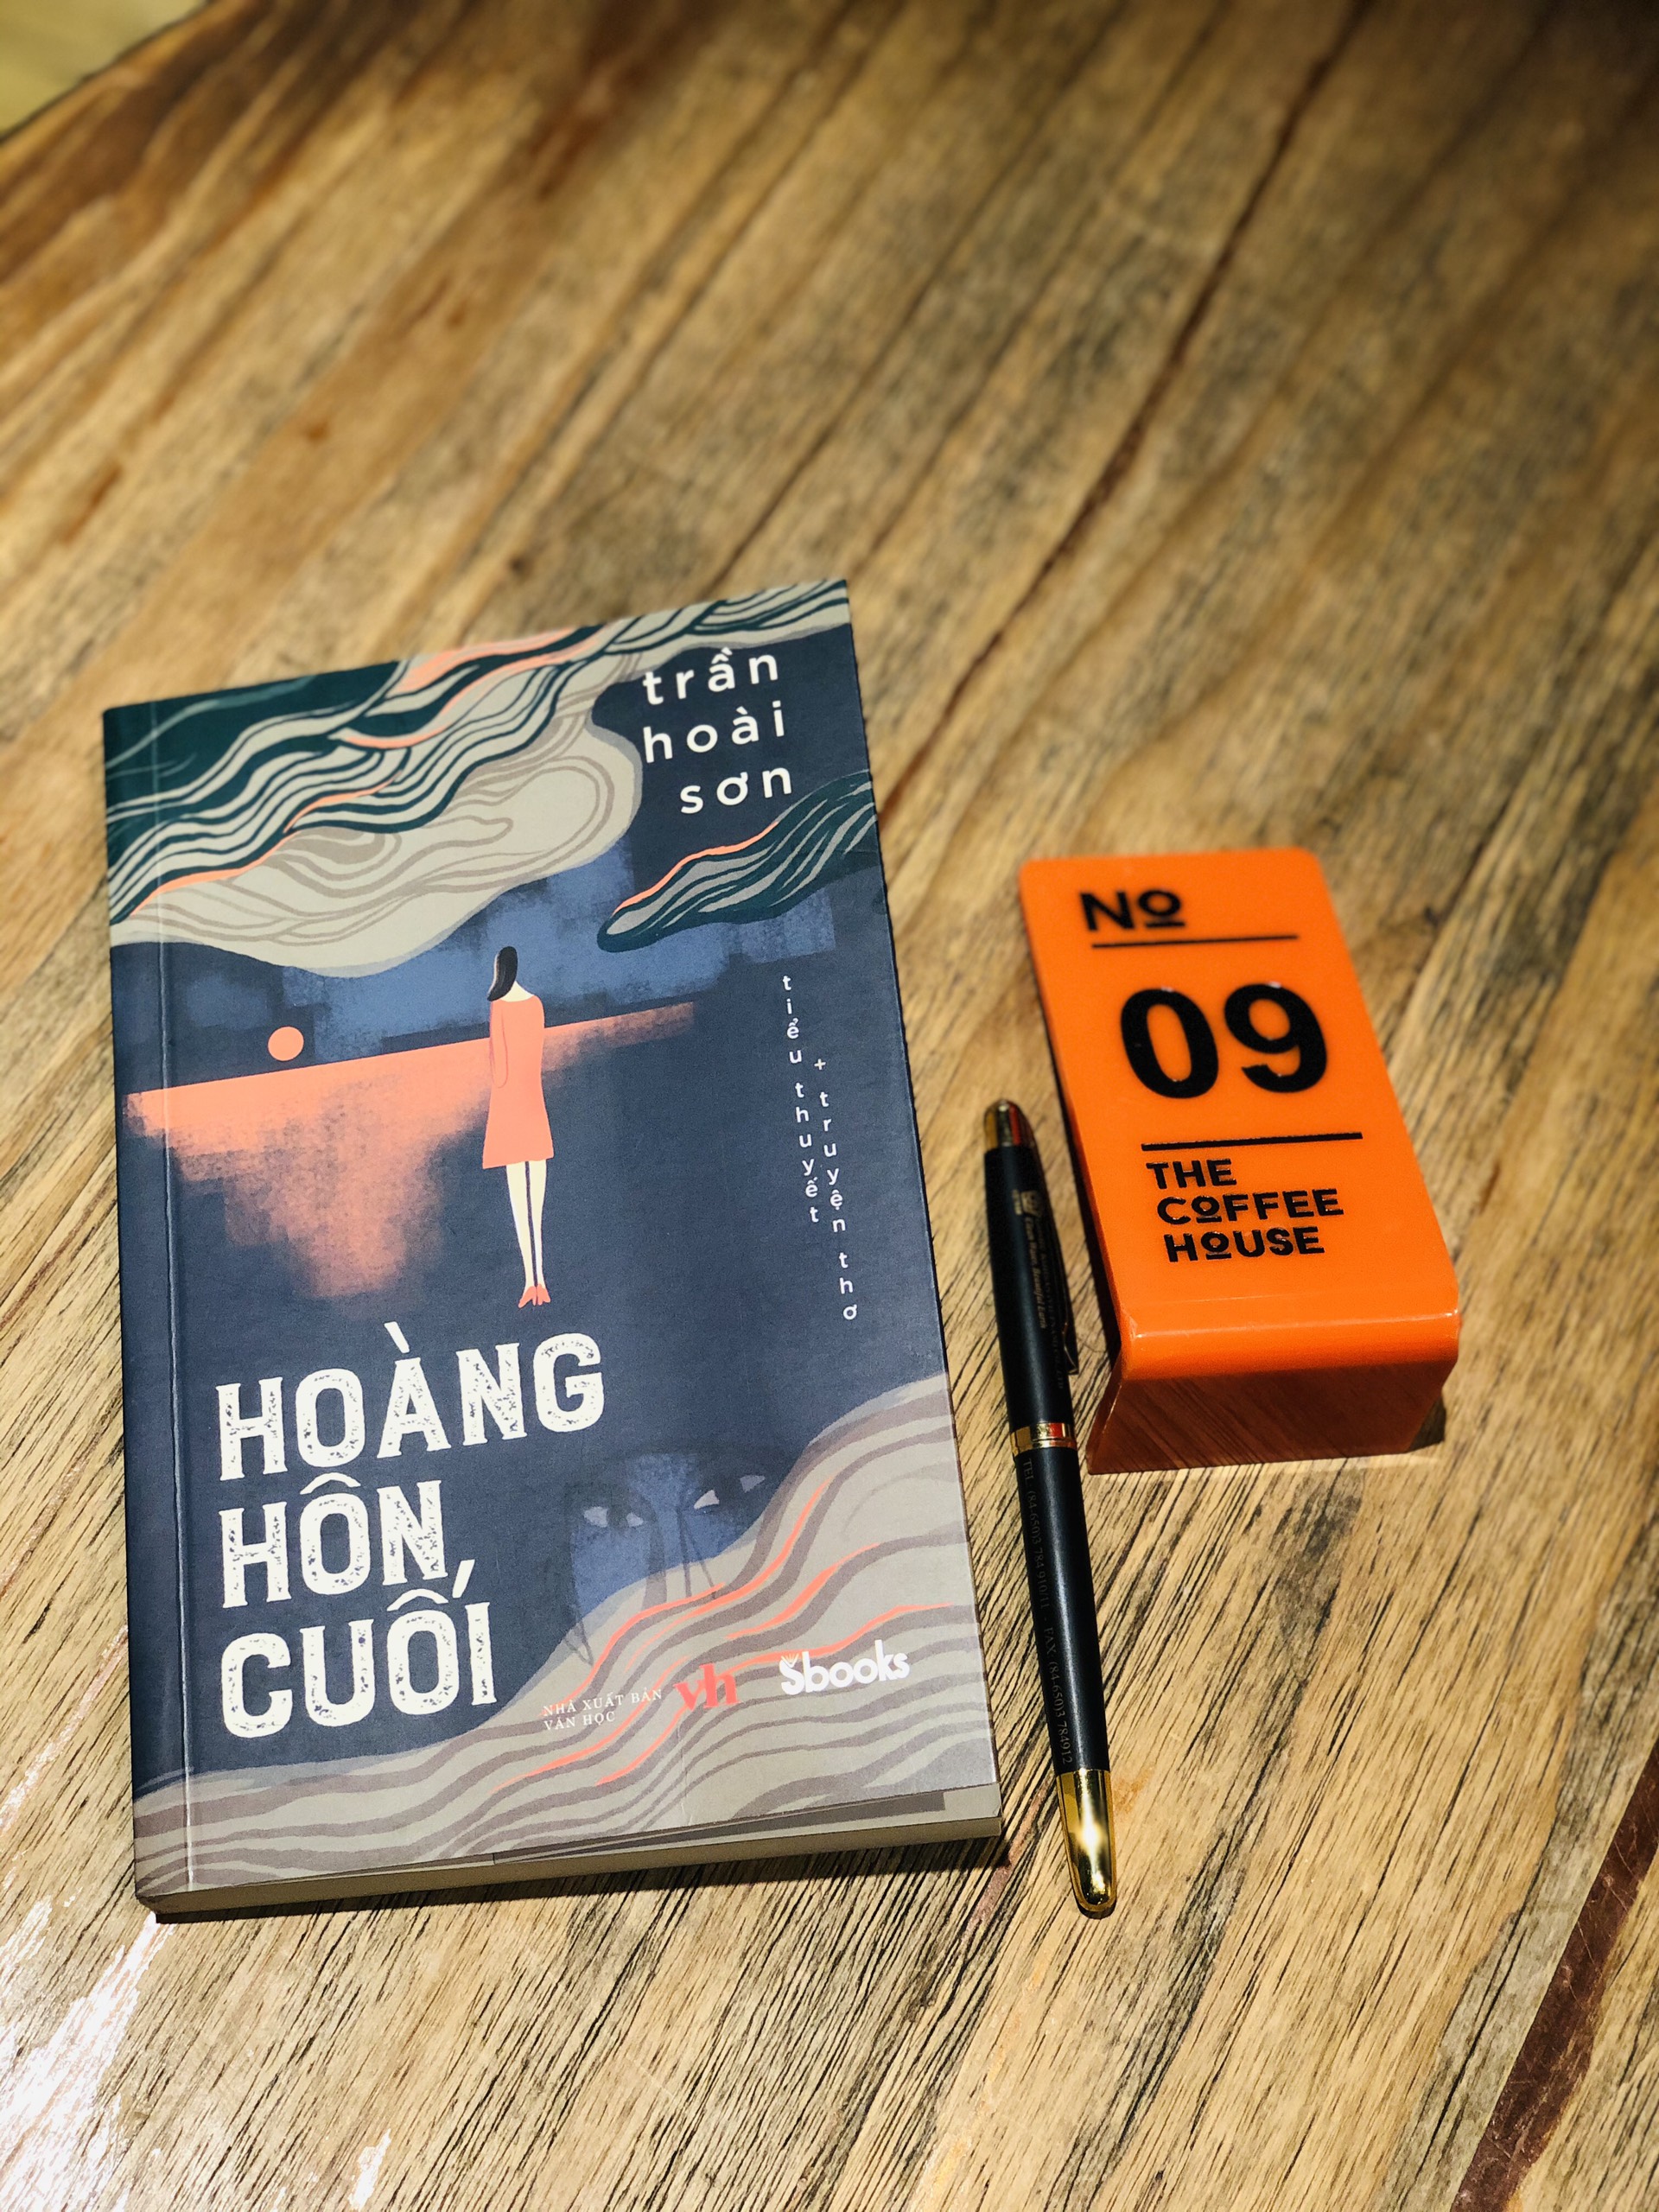 trần
hoài
sơn
tiểu thuyết
+ truyện thơ
HOÀNG
HÔN
CUỐI
NHÀ XUẤT BẢN
VĂN HỌC
vh
Sbooks
No
09
THE
COFFEE
HOUSE